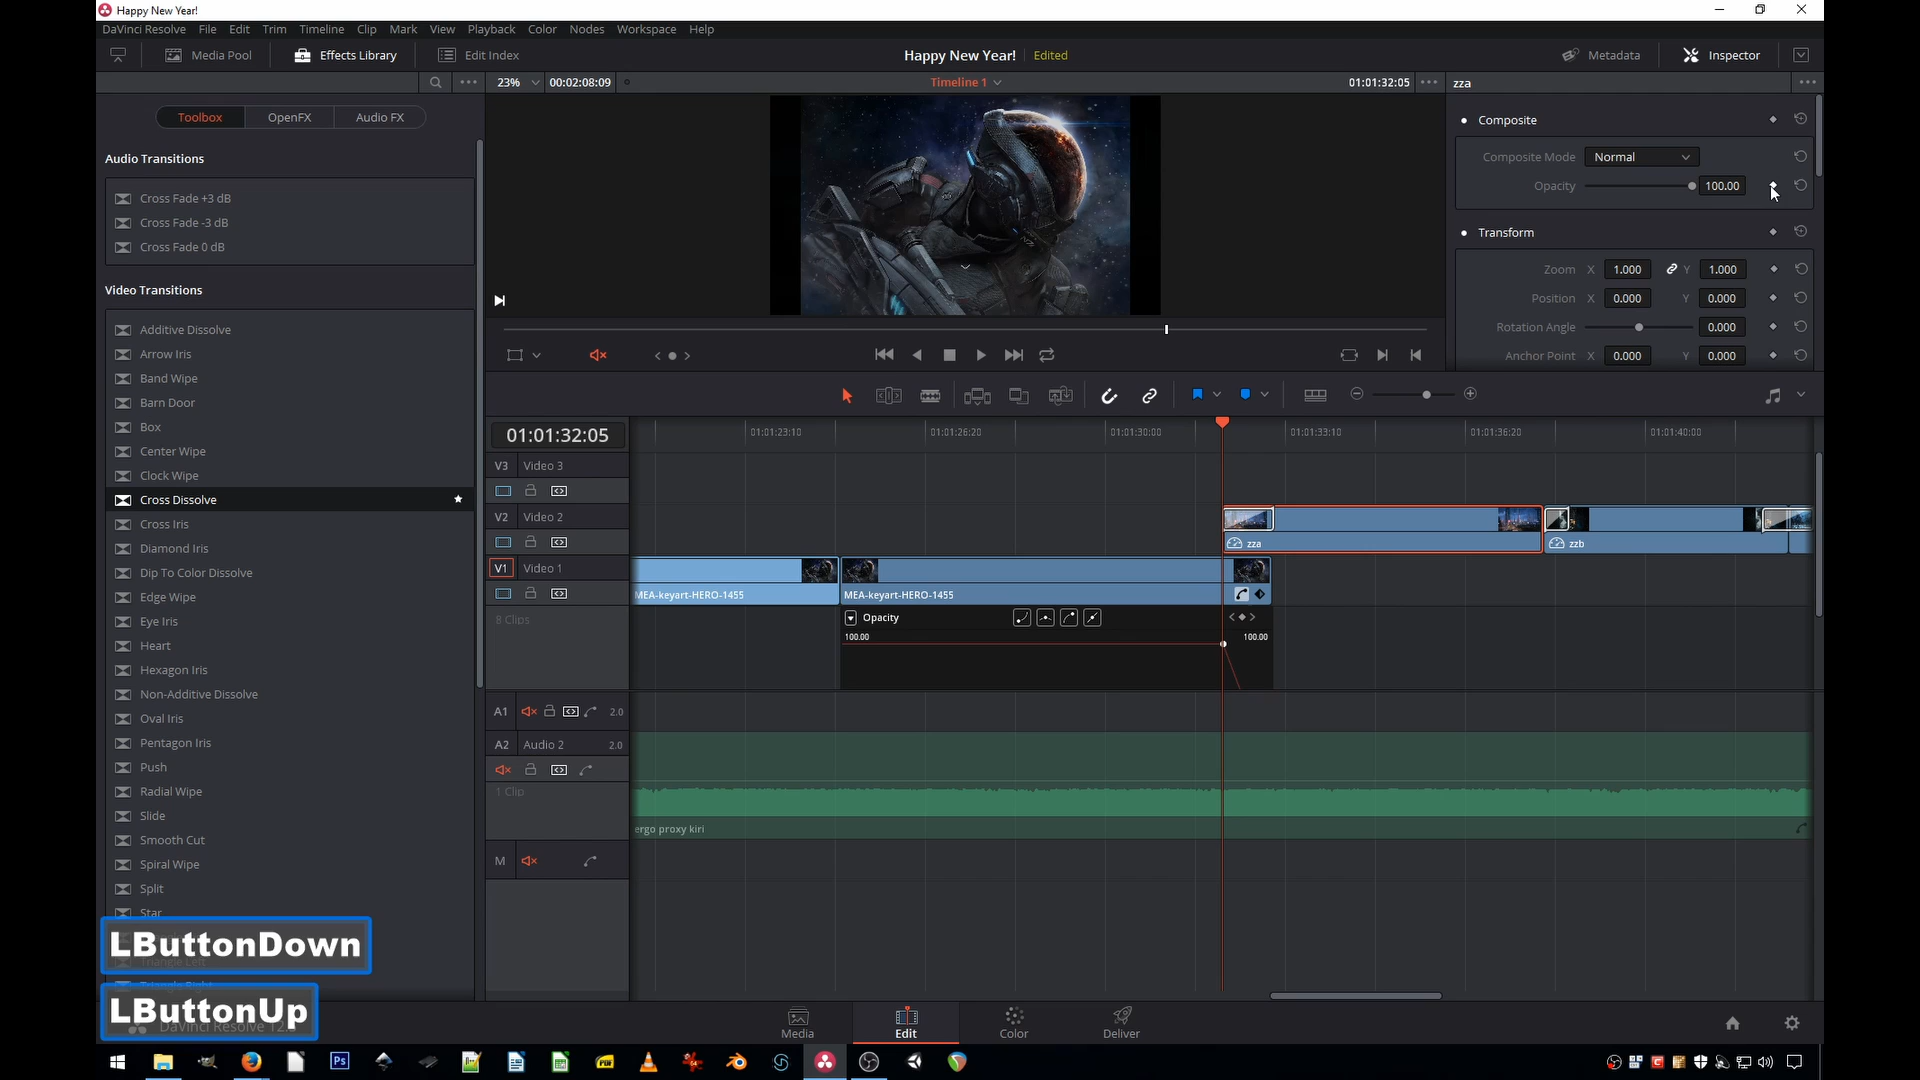 Happy New Year!
DaVinci Resolve File Edit Trim Timeline Clip Mark View Playback Color Nodes Workspace Help
Media Pool Effects Library Edit Index Happy New Year! Edited Metadata Inspector
23% 00:02:08:09 Timeline 1 01:01:32:05 zza
Toolbox OpenFX Audio FX
Composite
Audio Transitions
Composite Mode Normal
Opacity 100.00
Cross Fade +3 dB
Cross Fade -3 dB
Cross Fade 0 dB
Transform
Zoom X 1.000 Y 1.000
Position X 0.000 Y 0.000
Rotation Angle 0.000
Anchor Point X 0.000 Y 0.000
Video Transitions
Additive Dissolve
Arrow Iris
Band Wipe
Barn Door
Box
Center Wipe
Clock Wipe
Cross Dissolve
Cross Iris
Diamond Iris
Dip To Color Dissolve
Edge Wipe
Eye Iris
Heart
Hexagon Iris
Non-Additive Dissolve
Oval Iris
Pentagon Iris
Push
Radial Wipe
Slide
Smooth Cut
Spiral Wipe
Split
Star
Triangle Left
Triangle Right
01:01:32:05
01:01:23:10 01:01:26:20 01:01:30:00 01:01:33:10 01:01:36:20 01:01:40:00
V3 Video 3
V2 Video 2
zza zzb
V1 Video 1
MEA-keyart-HERO-1455 MEA-keyart-HERO-1455
8 Clips
Opacity
100.00 100.00
A1 2.0
A2 Audio 2 2.0
1 Clip
ergo proxy kiri
M
LButtonDown
LButtonUp
Media Edit Color Deliver